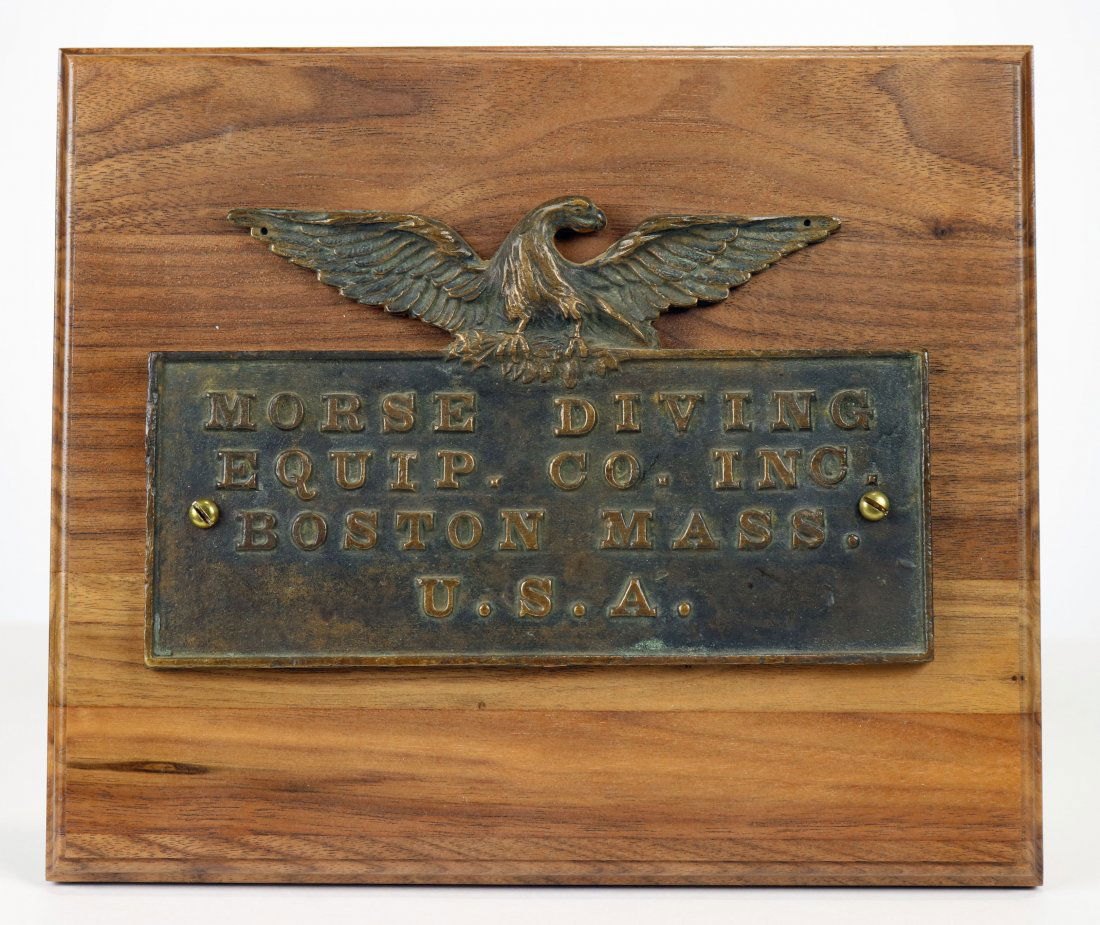 MORSE DIVING
EQUIP. CO. INC.
BOSTON MASS.
U.S.A.